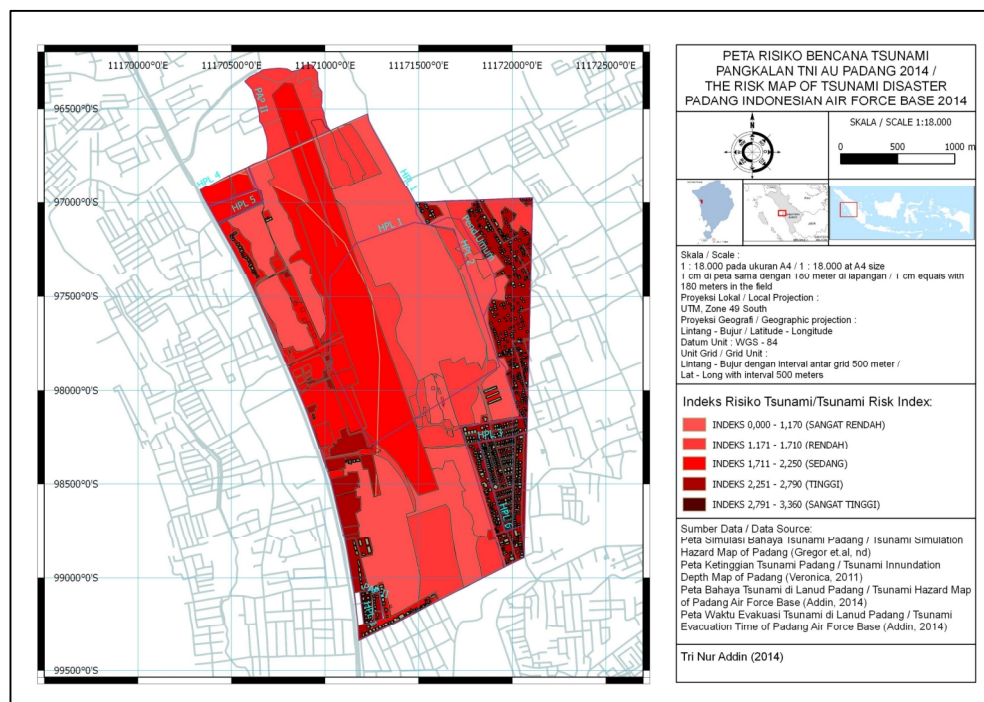 11170000°0'S 11170500°0'S 11171000°0'S 11171500°0'S 11172000°0'S 11172500°0'S
96500°0'S
97000°0'S
97500°0'S
98000°0'S
98500°0'S
99000°0'S
99500°0'S
PAP II
HPL 4
HPL 5
HPL 1
HPL 1
HPL 2
Tand Umum
HPL 3
HPL 6
PETA RISIKO BENCANA TSUNAMI
PANGKALAN TNI AU PADANG 2014 /
THE RISK MAP OF TSUNAMI DISASTER
PADANG INDONESIAN AIR FORCE BASE 2014
N
SKALA / SCALE 1:18.000
0 500 1000 m
Skala / Scale :
1 : 18.000 pada ukuran A4 / 1 : 18.000 at A4 size
1 cm di peta sama dengan 180 meter di lapangan / 1 cm equals with
180 meters in the field
Proyeksi Lokal / Local Projection :
UTM, Zone 49 South
Proyeksi Geografi / Geographic projection :
Lintang - Bujur / Latitude - Longitude
Datum Unit : WGS - 84
Unit Grid / Grid Unit :
Lintang - Bujur dengan interval antar grid 500 meter /
Lat - Long with interval 500 meters
Indeks Risiko Tsunami/Tsunami Risk Index:
INDEKS 0,000 - 1,170 (SANGAT RENDAH)
INDEKS 1,171 - 1,710 (RENDAH)
INDEKS 1,711 - 2,250 (SEDANG)
INDEKS 2,251 - 2,790 (TINGGI)
INDEKS 2,791 - 3,360 (SANGAT TINGGI)
Sumber Data / Data Source:
Peta Simulasi Bahaya Tsunami Padang / Tsunami Simulation
Hazard Map of Padang (Gregor et.al, nd)
Peta Ketinggian Tsunami Padang / Tsunami Innundation
Depth Map of Padang (Veronica, 2011)
Peta Bahaya Tsunami di Lanud Padang / Tsunami Hazard Map
of Padang Air Force Base (Addin, 2014)
Peta Waktu Evakuasi Tsunami di Lanud Padang / Tsunami
Evacuation Time of Padang Air Force Base (Addin, 2014)
Tri Nur Addin (2014)